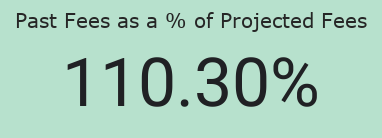 Past Fees as a % of Projected Fees
110.30%